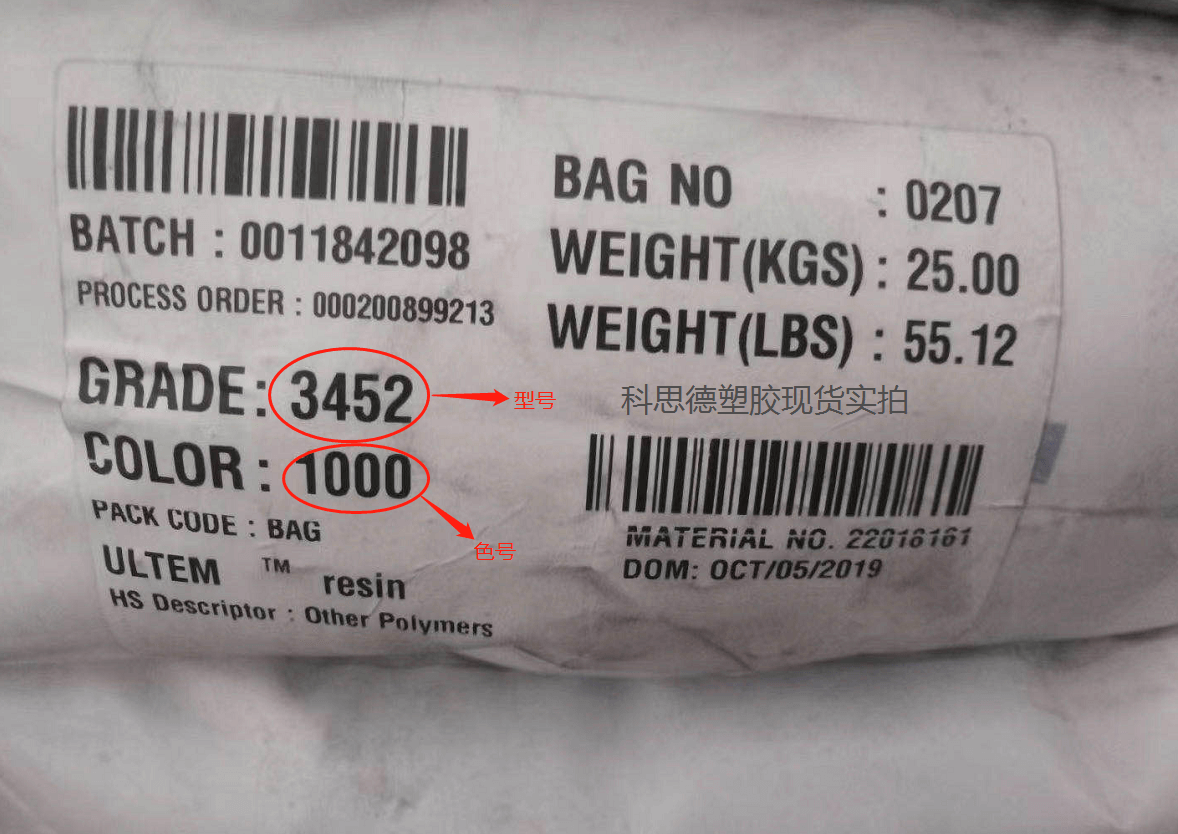 BATCH : 0011842098
PROCESS ORDER : 000200899213
GRADE: 3452
型号
COLOR : 1000
色号
PACK CODE : BAG
ULTEM ™ resin
HS Descriptor : Other Polymers
BAG NO : 0207
WEIGHT(KGS) : 25.00
WEIGHT(LBS) : 55.12
科思德塑胶现货实拍
MATERIAL NO. 22018161
DOM: OCT/05/2019